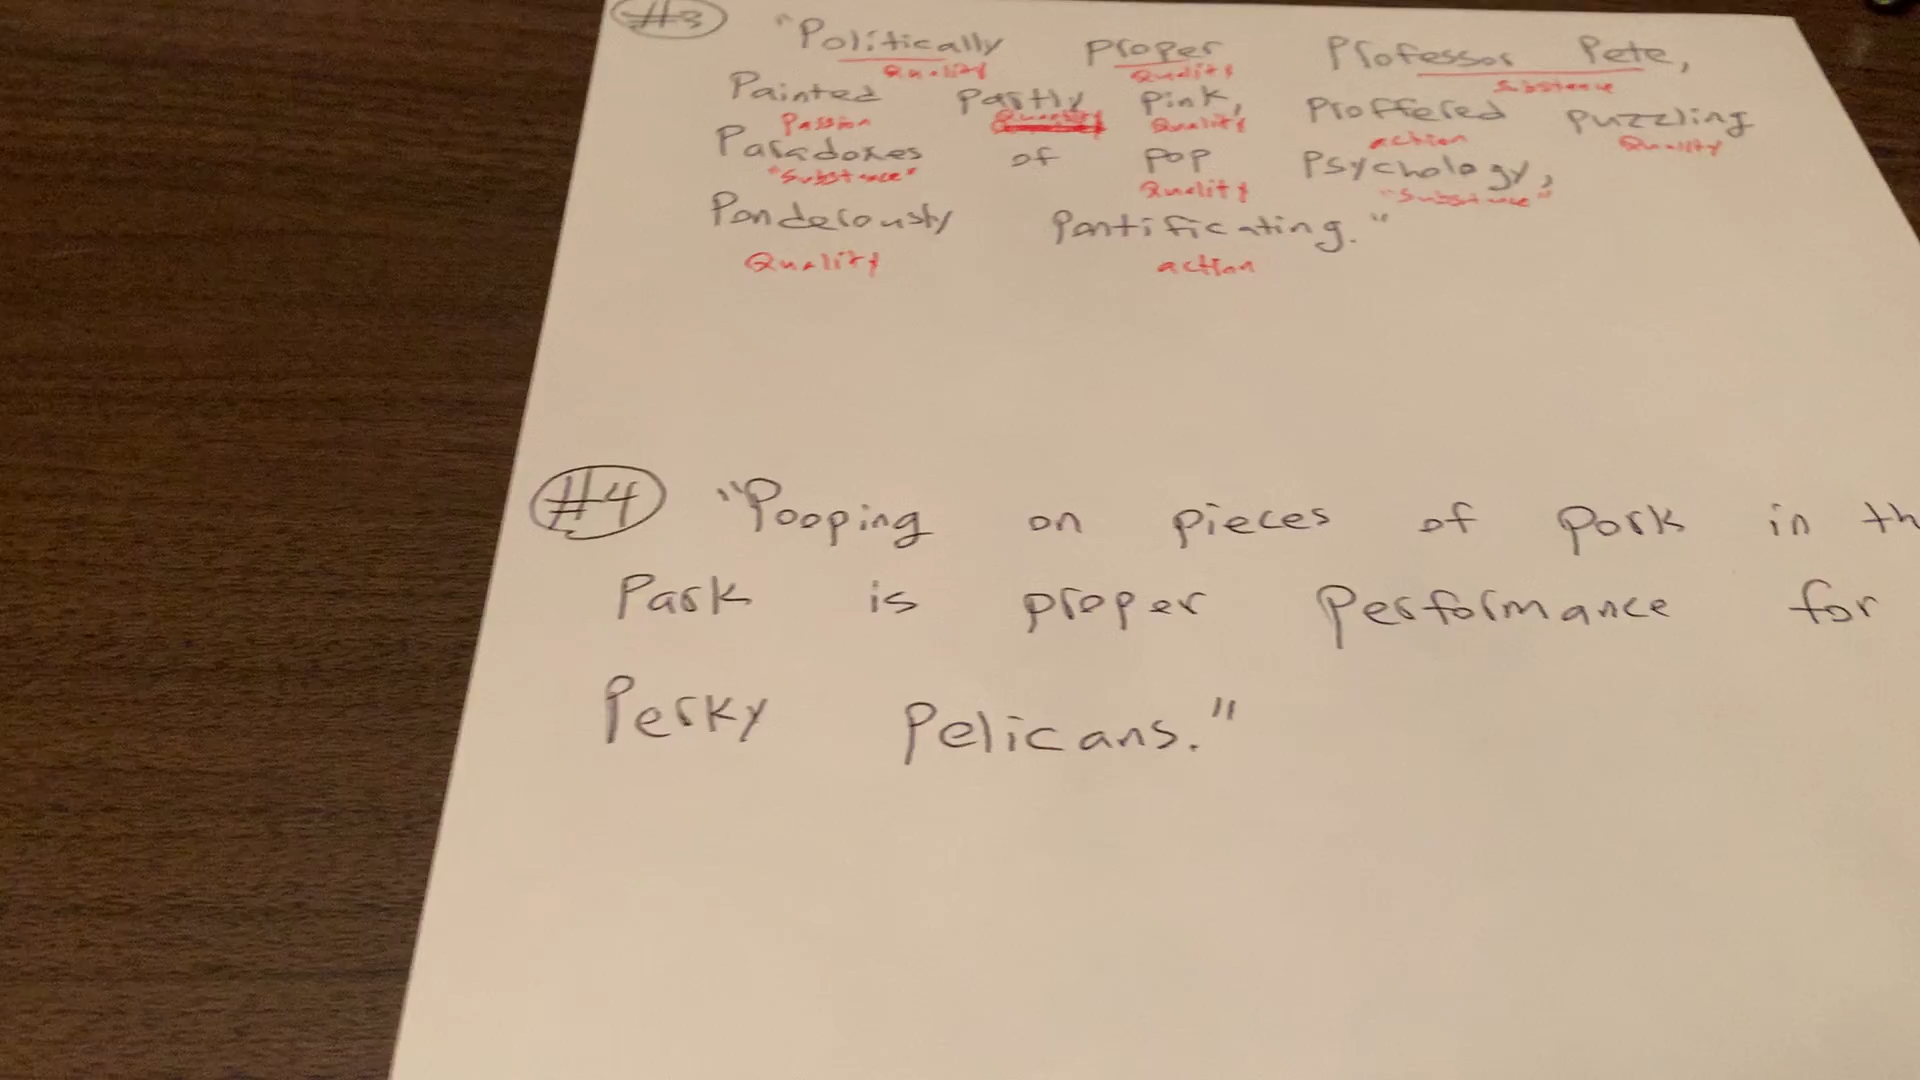 #3 "Politically proper Professor Pete,
Quality Quality Substance
Painted partly pink, Proffered puzzling
Passion Quantity Quality action Quality
Paradoxes of pop Psychology,
"Substance" Quality "Substance"
Ponderously Pontificating."
Quality action
#4 "Pooping on pieces of pork in th
Park is proper performance for
Perky Pelicans."